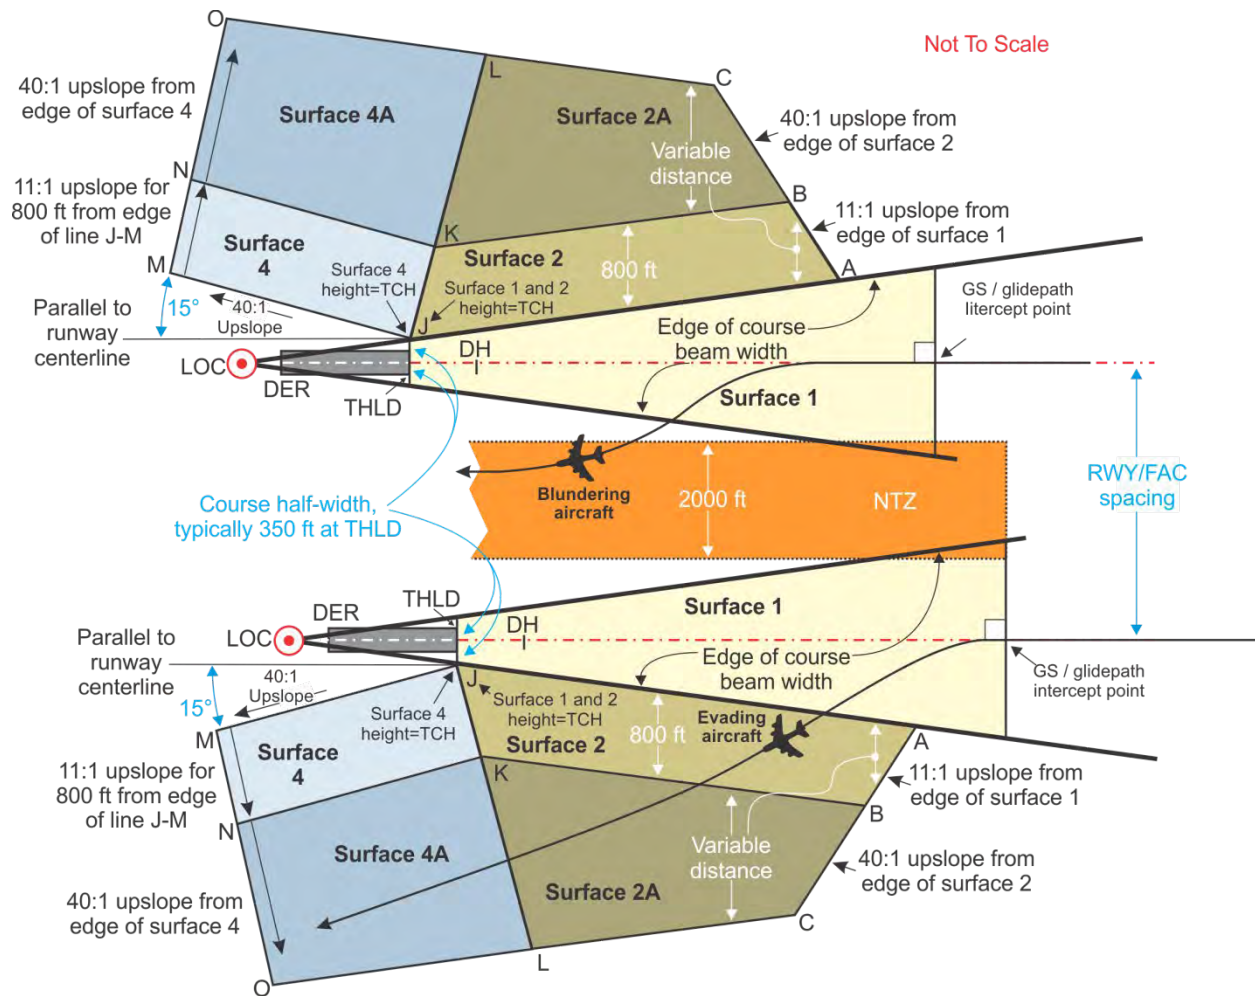 O
Not To Scale
L
C
40:1 upslope from
edge of surface 4
Surface 4A
Surface 2A
40:1 upslope from
edge of surface 2
Variable
distance
N
B
11:1 upslope for
800 ft from edge
of line J-M
11:1 upslope from
edge of surface 1
K
Surface
4
Surface 2
800 ft
M
Surface 4
height=TCH
Surface 1 and 2
height=TCH
A
GS / glidepath
Iitercept point
15°
Parallel to
runway
centerline
40:1
Upslope
J
Edge of course
beam width
DH
LOC
DER
THLD
Surface 1
Blundering
aircraft
2000 ft
NTZ
RWY/FAC
spacing
Course half-width,
typically 350 ft at THLD
THLD
DER
Surface 1
LOC
DH
Parallel to
runway
centerline
Edge of course
beam width
GS / glidepath
intercept point
40:1
Upslope
15°
J
Surface 4
height=TCH
Surface 1 and 2
height=TCH
Surface 2
800 ft
Evading
aircraft
M
A
Surface
4
K
11:1 upslope for
800 ft from edge
of line J-M
11:1 upslope from
edge of surface 1
N
B
Surface 4A
Variable
distance
40:1 upslope from
edge of surface 2
Surface 2A
40:1 upslope from
edge of surface 4
C
L
O